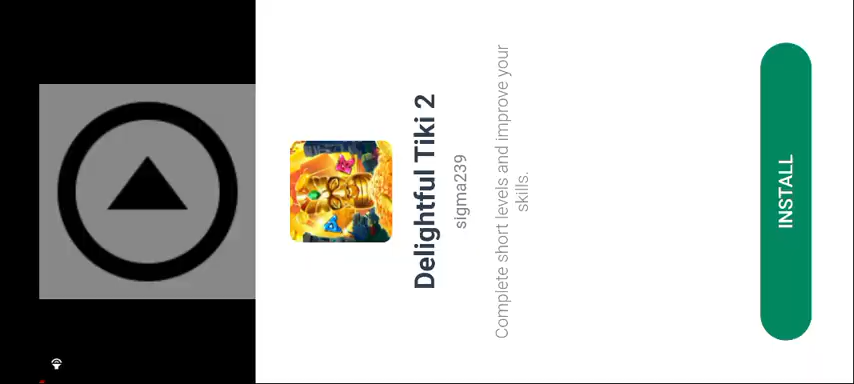 Delightful Tiki 2
sigma239
Complete short levels and improve your
skills.
INSTALL